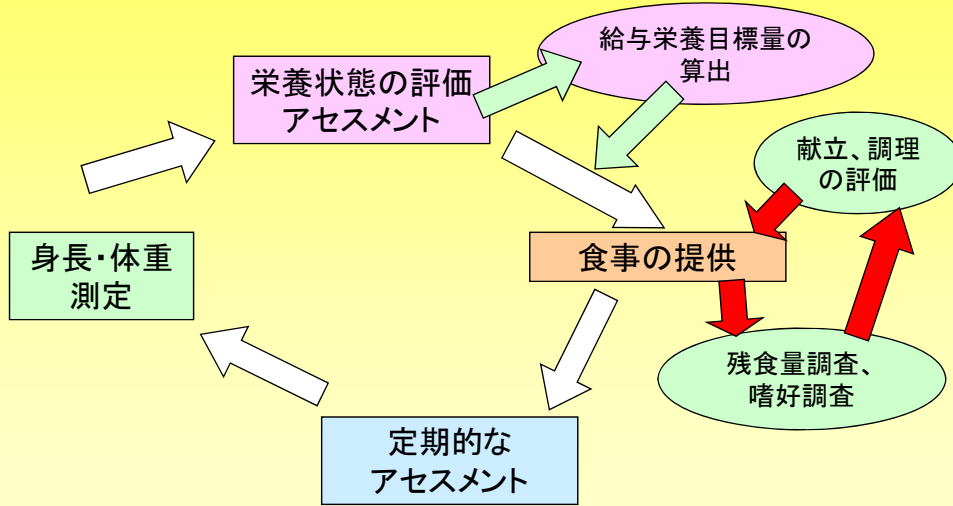 給与栄養目標量の
算出
栄養状態の評価
アセスメント
献立、調理
の評価
身長・体重
測定
食事の提供
残食量調査、
嗜好調査
定期的な
アセスメント